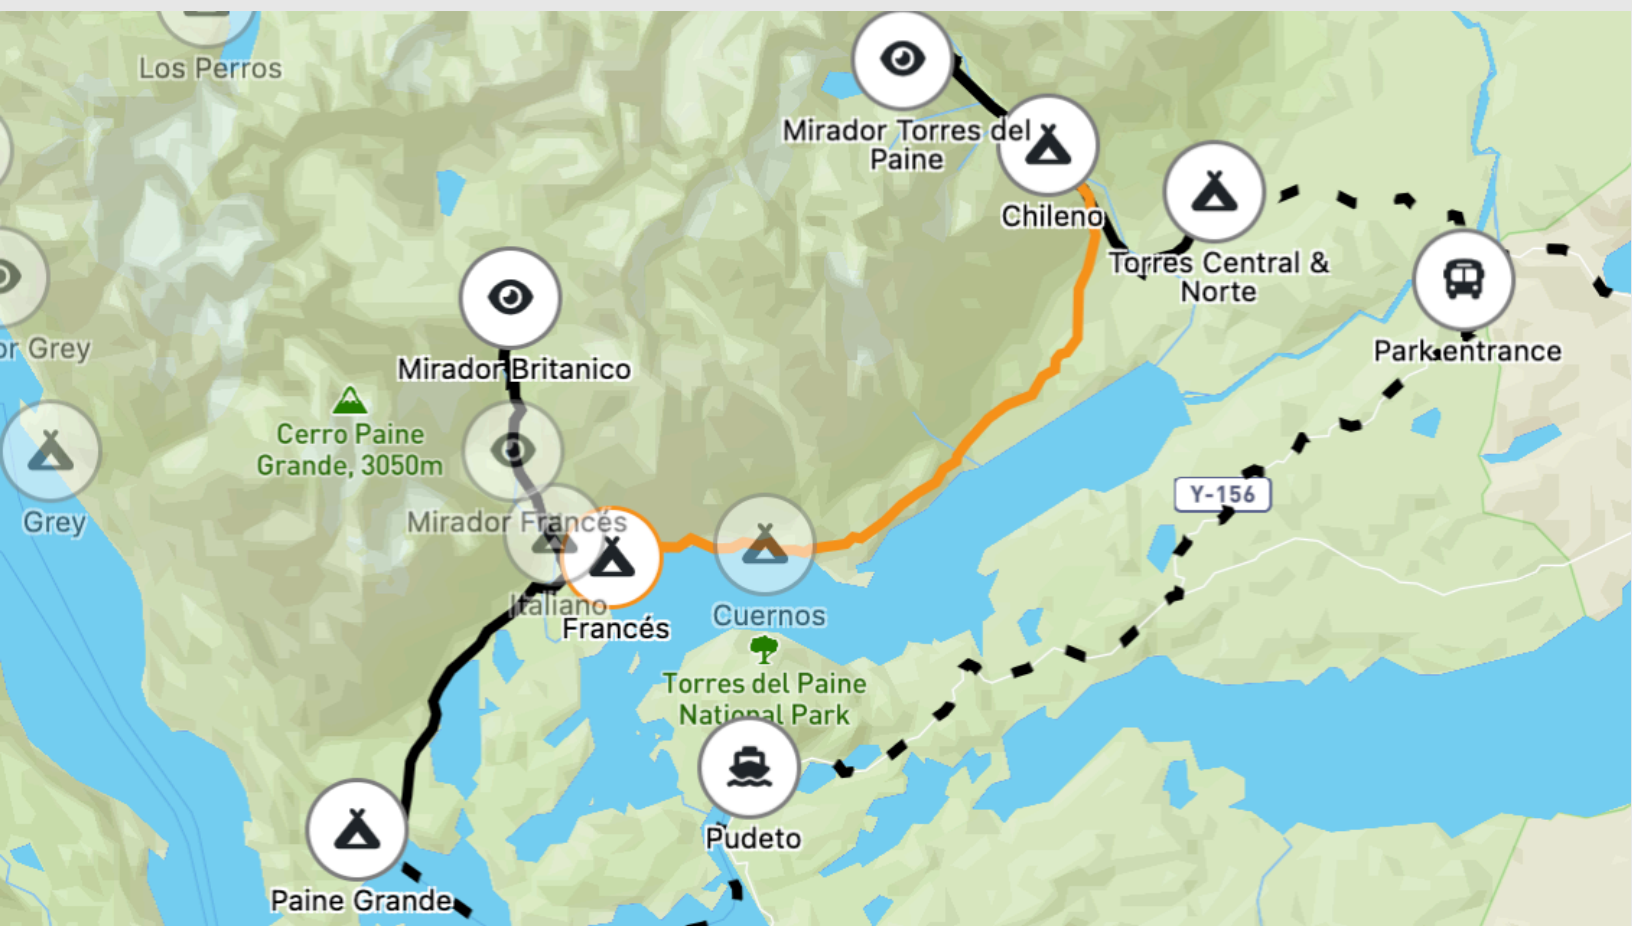 Los Perros
Mirador Torres del
Paine
Chileno
Torres Central &
Norte
or Grey
Park entrance
Mirador Britanico
Cerro Paine
Grande, 3050m
Y-156
Grey
Mirador Francés
Italiano
Francés
Cuernos
Torres del Paine
National Park
Pudeto
Paine Grande